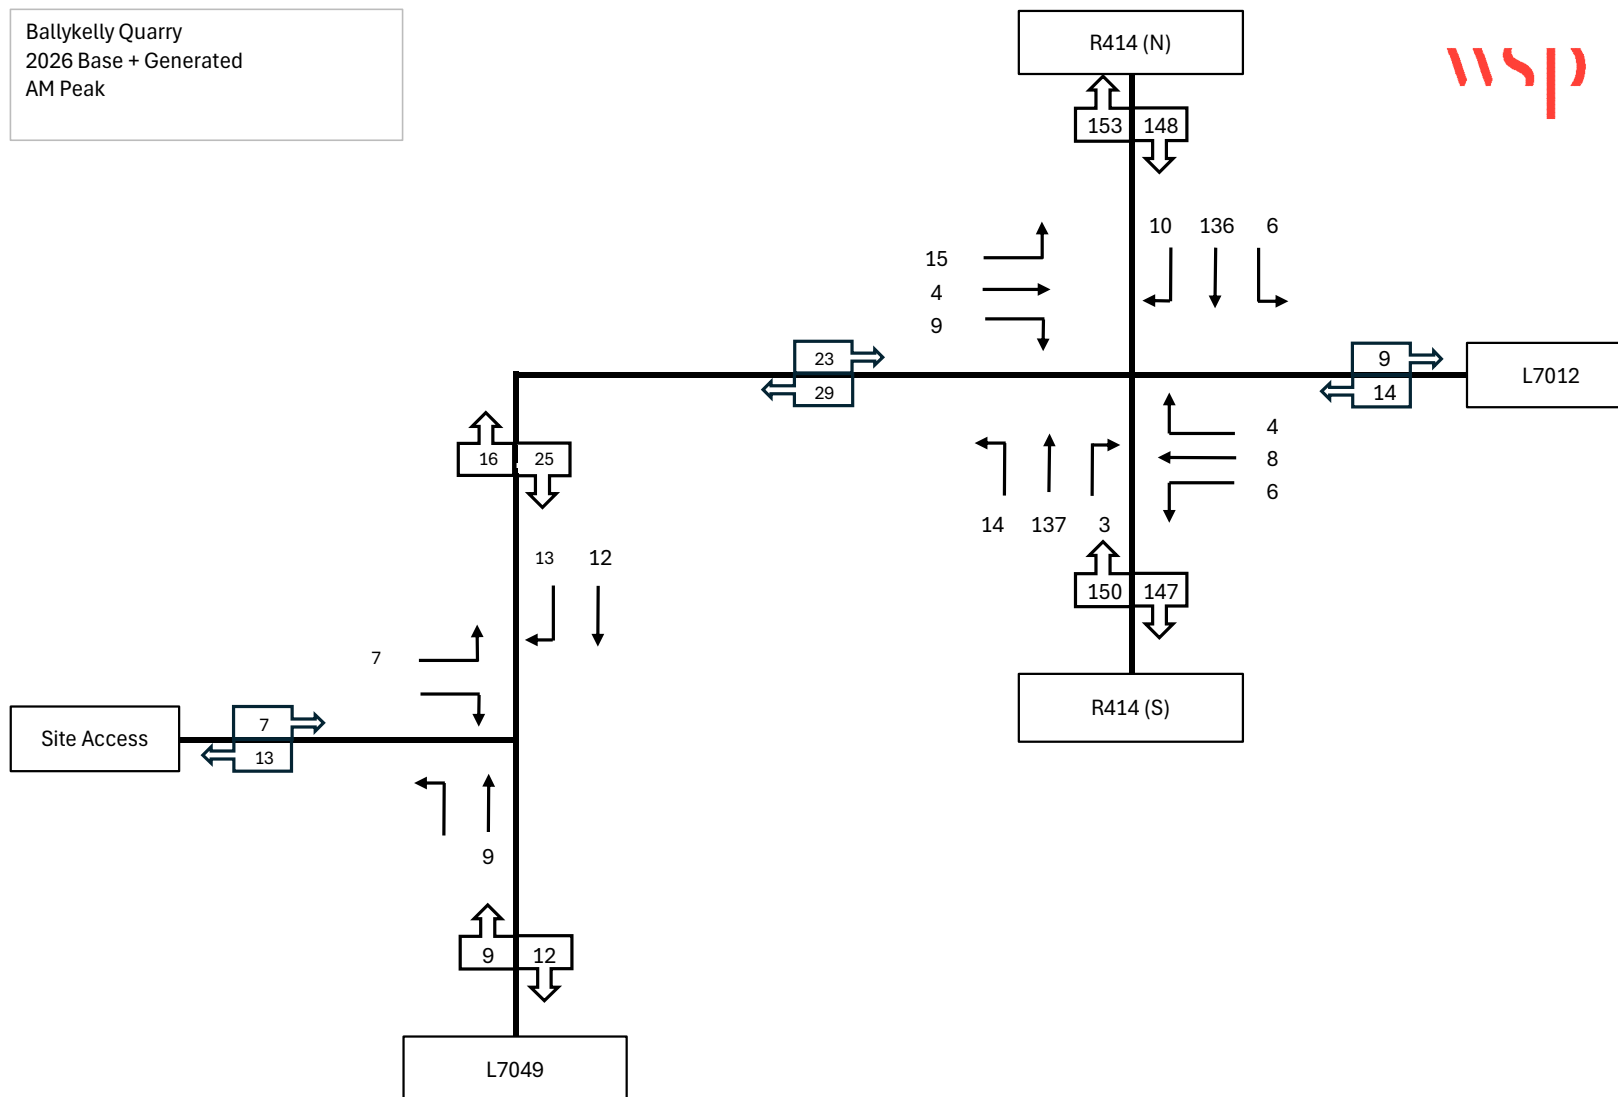 Ballykelly Quarry
2026 Base + Generated
AM Peak
R414 (N)
wsp
153 148
10 136 6
15
4
9
23
29
9
14
L7012
4
8
6
16 25
14 137 3
13 12
150 147
7
R414 (S)
Site Access
7
13
9
9 12
L7049